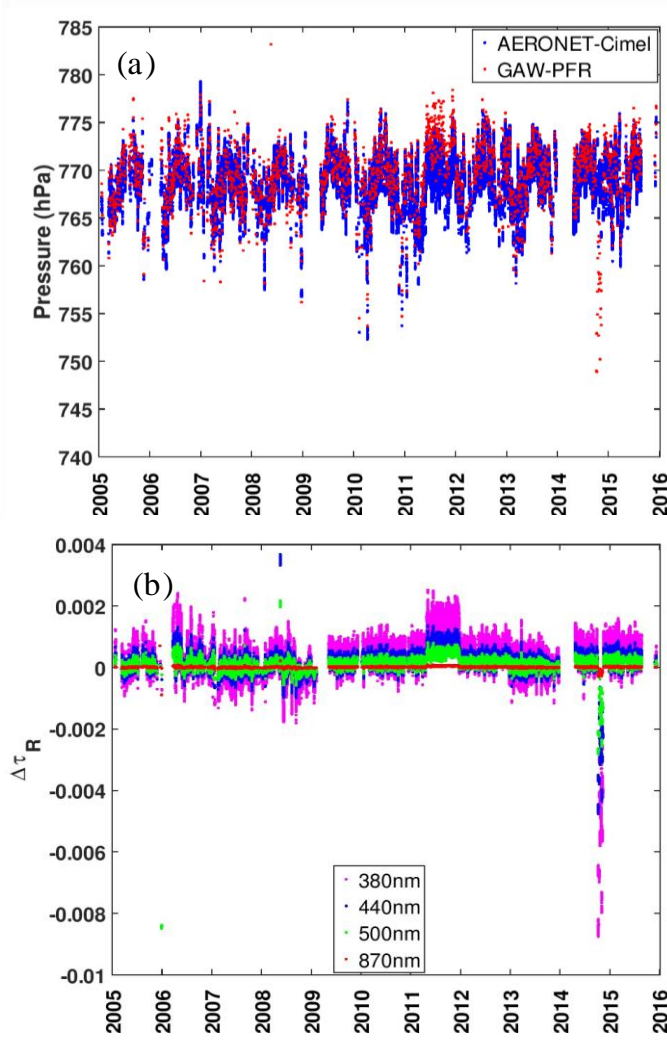 785
780
775
770
765
760
755
750
745
740
Pressure (hPa)
(a)
AERONET-Cimel
GAW-PFR
2005 2006 2007 2008 2009 2010 2011 2012 2013 2014 2015 2016
0.004
0.002
0
-0.002
-0.004
-0.006
-0.008
-0.01
ΔτR
(b)
380nm
440nm
500nm
870nm
2005 2006 2007 2008 2009 2010 2011 2012 2013 2014 2015 2016